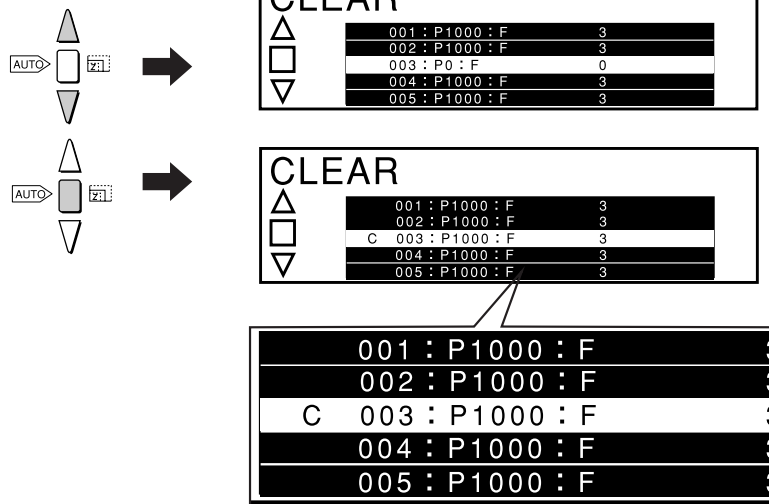 CLEAR
001:P1000:F 3
002:P1000:F 3
AUTO
003:P0:F 0
004:P1000:F 3
005:P1000:F 3
CLEAR
001:P1000:F 3
002:P1000:F 3
AUTO
C 003:P1000:F 3
004:P1000:F 3
005:P1000:F 3
001:P1000:F
002:P1000:F
C 003:P1000:F
004:P1000:F
005:P1000:F